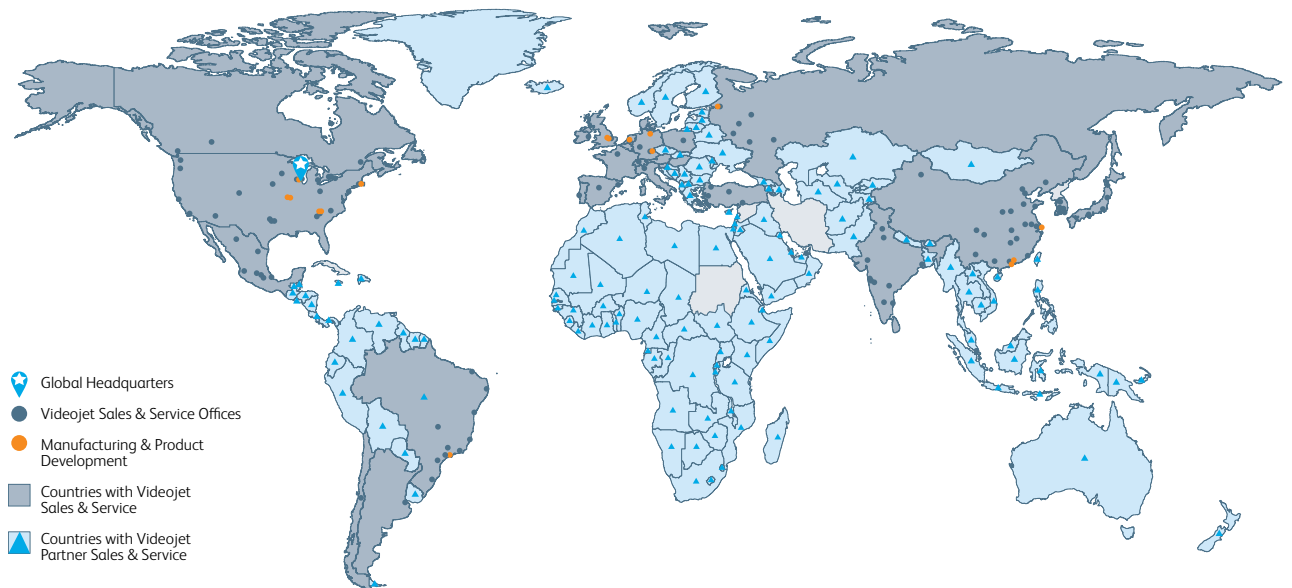 Global Headquarters
Videojet Sales & Service Offices
Manufacturing & Product
Development
Countries with Videojet
Sales & Service
Countries with Videojet
Partner Sales & Service